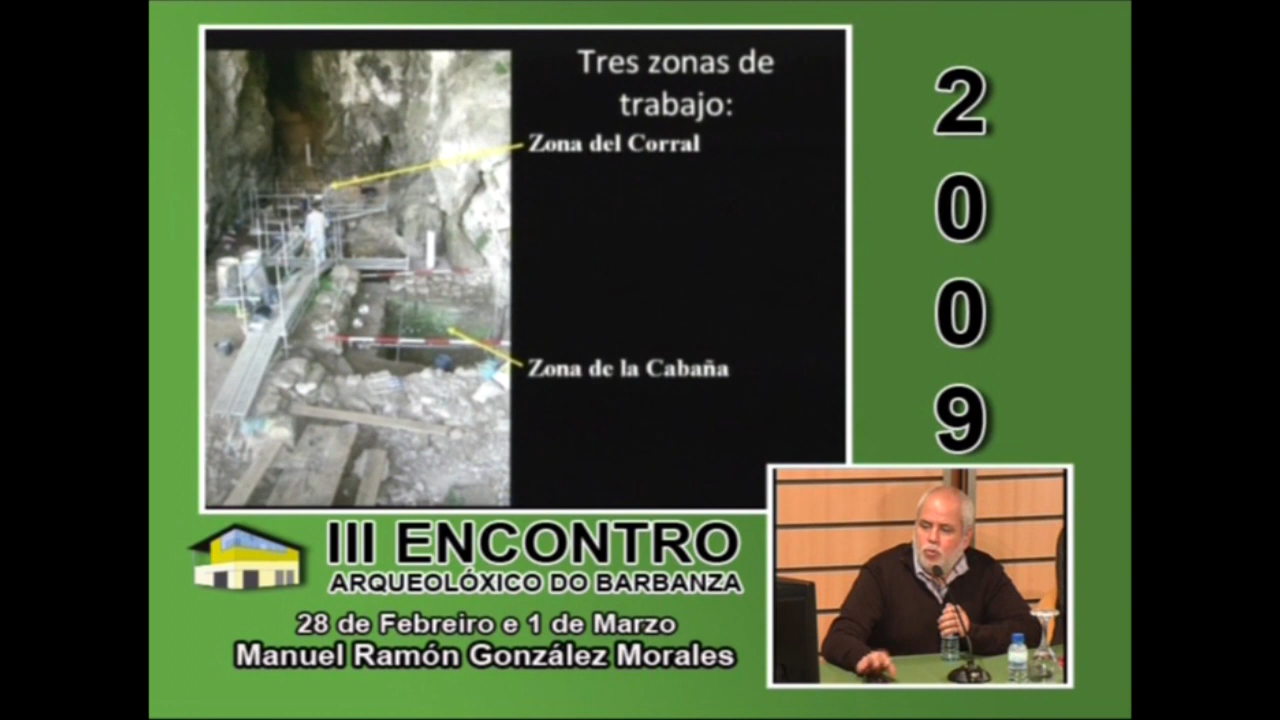 Tres zonas de
trabajo:
Zona del Corral
Zona de la Cabaña
2
0
0
9
III ENCONTRO
ARQUEOLÓXICO DO BARBANZA
28 de Febreiro e 1 de Marzo
Manuel Ramón González Morales